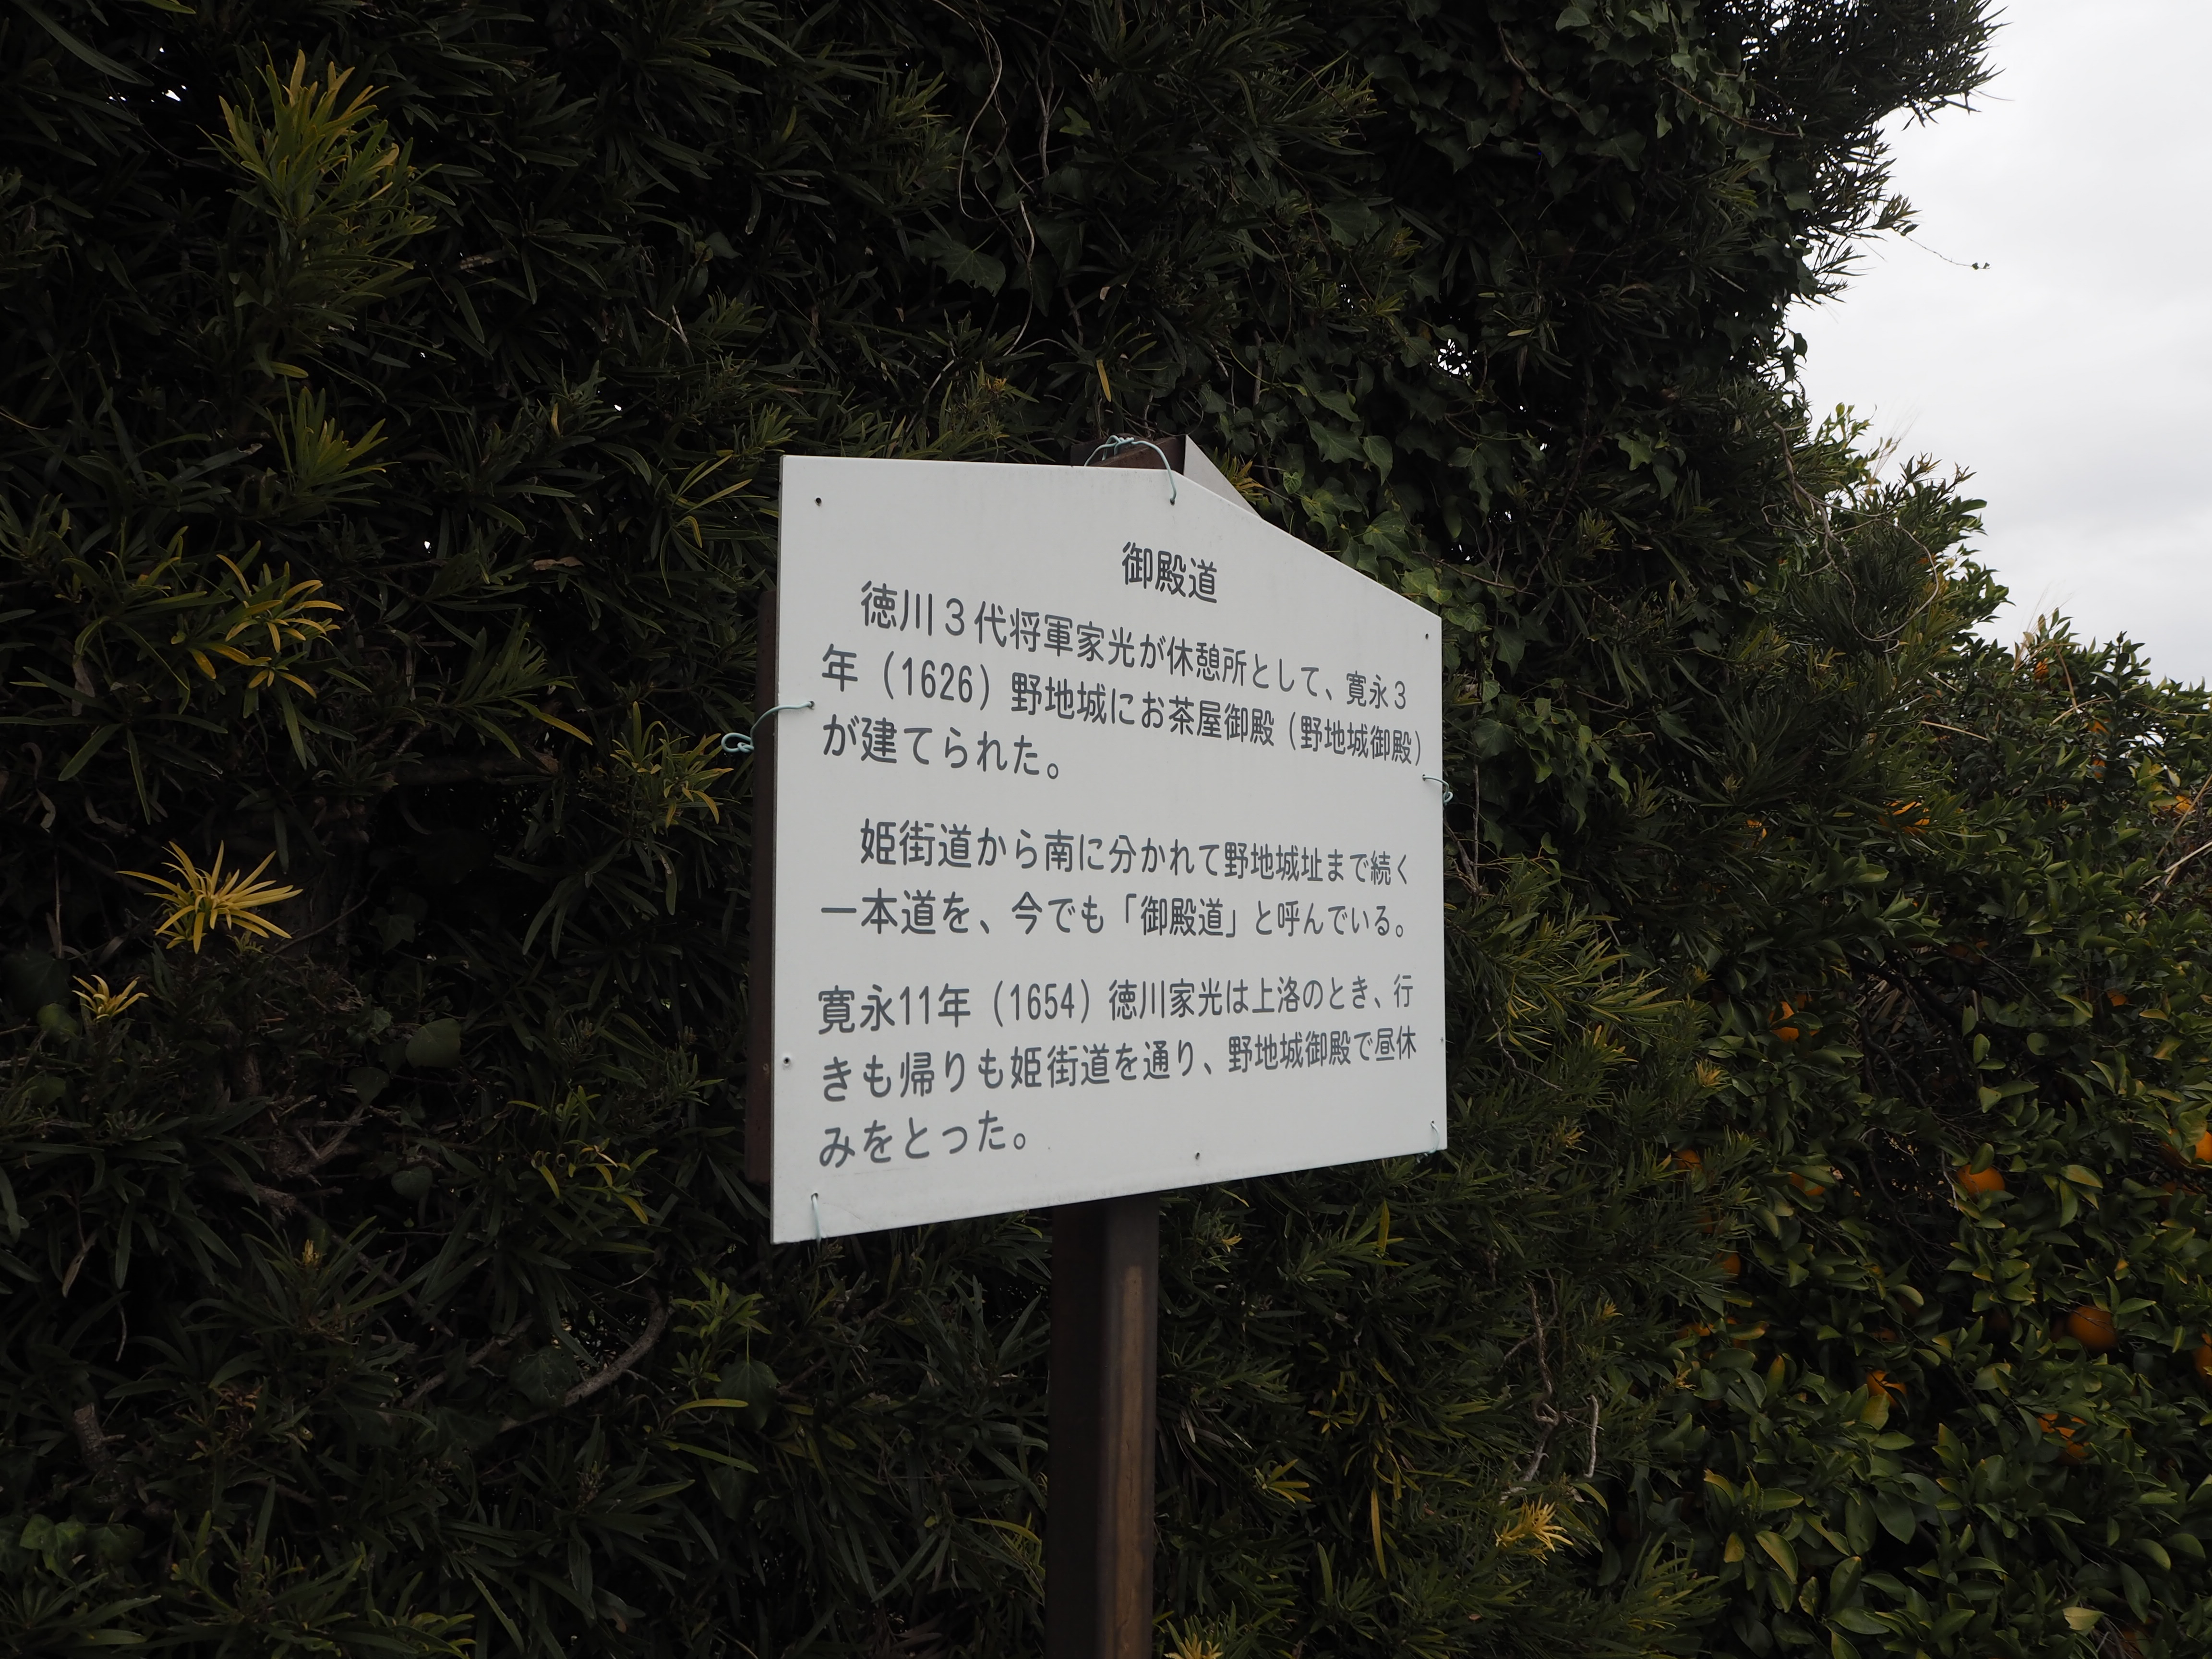 御殿道
徳川３代将軍家光が休憩所として、寛永３
年（1626）野地城にお茶屋御殿（野地城御殿）
が建てられた。
姫街道から南に分かれて野地城址まで続く
一本道を、今でも「御殿道」と呼んでいる。
寛永11年（1654）徳川家光は上洛のとき、行
きも帰りも姫街道を通り、野地城御殿で昼休
みをとった。